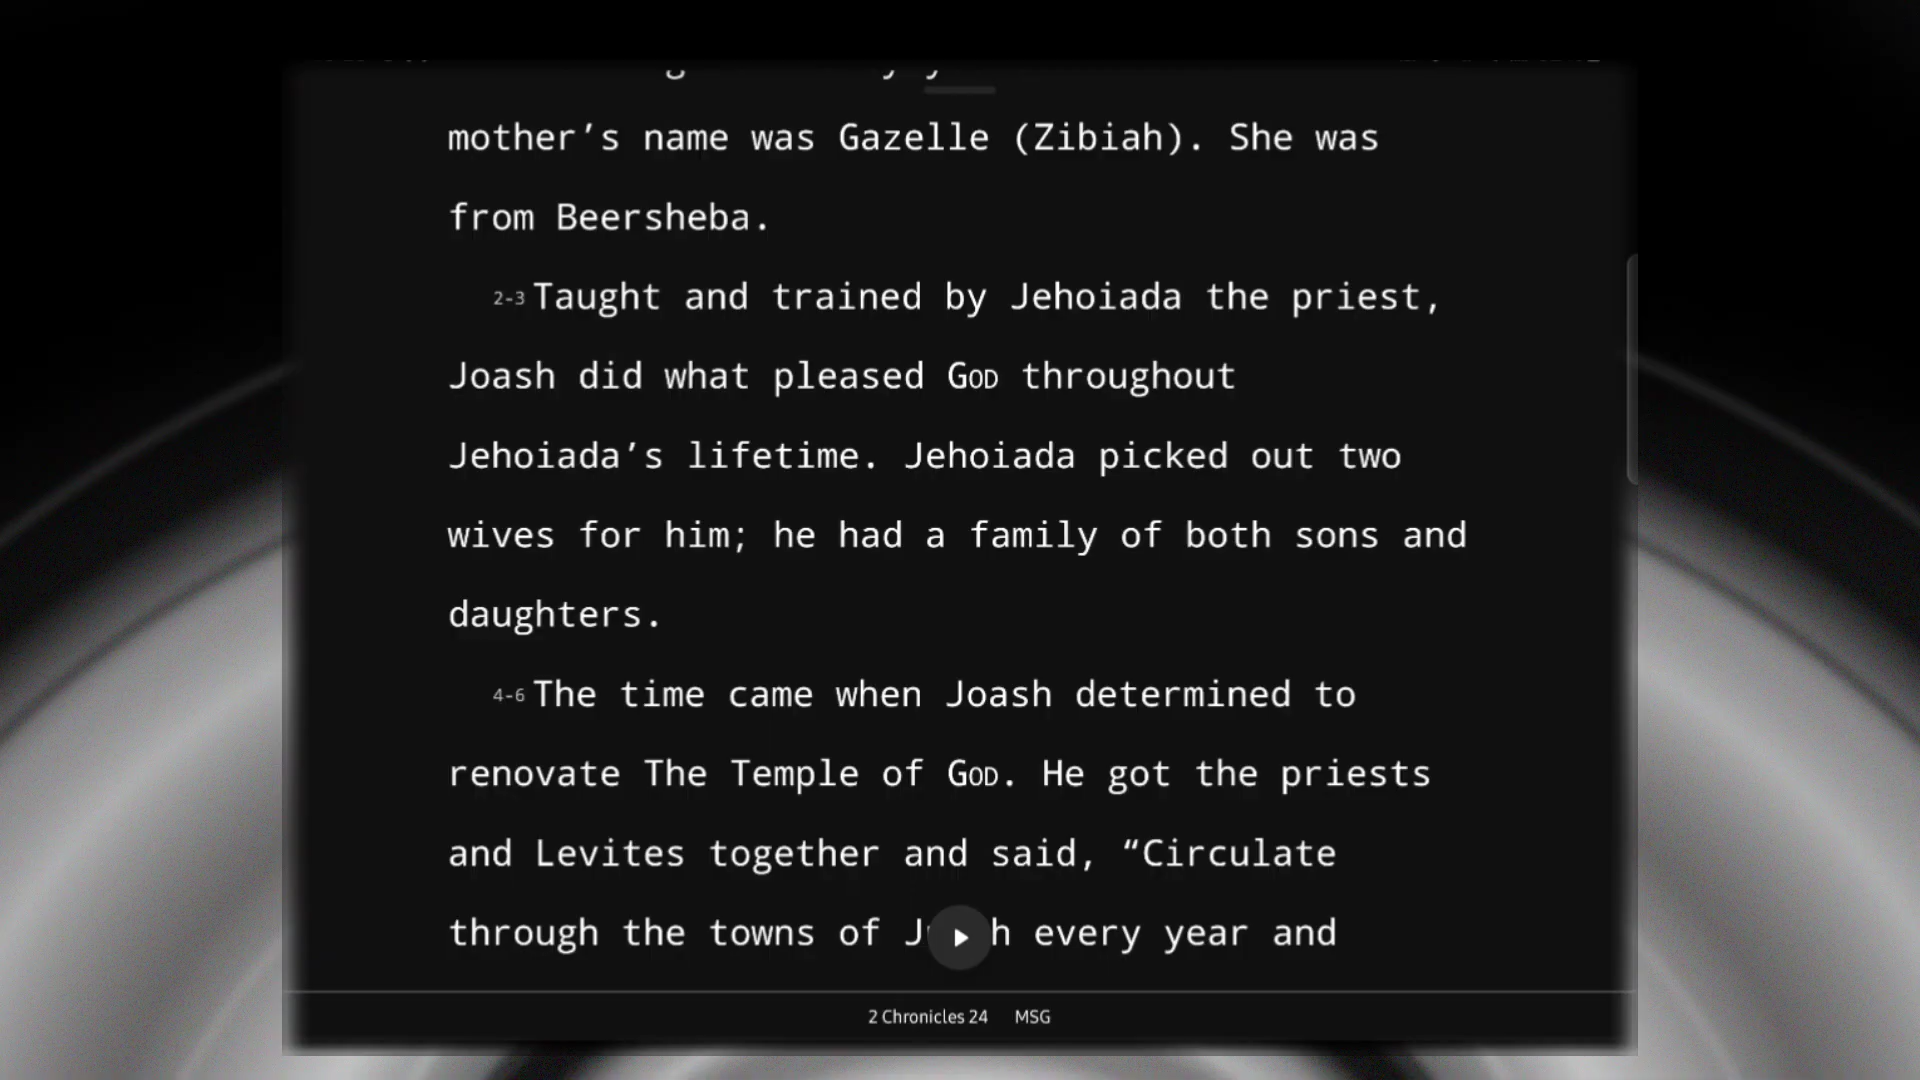 mother’s name was Gazelle (Zibiah). She was
from Beersheba.
2-3 Taught and trained by Jehoiada the priest,
Joash did what pleased GOD throughout
Jehoiada’s lifetime. Jehoiada picked out two
wives for him; he had a family of both sons and
daughters.
4-6 The time came when Joash determined to
renovate The Temple of GOD. He got the priests
and Levites together and said, “Circulate
through the towns of every year and
2 Chronicles 24 MSG